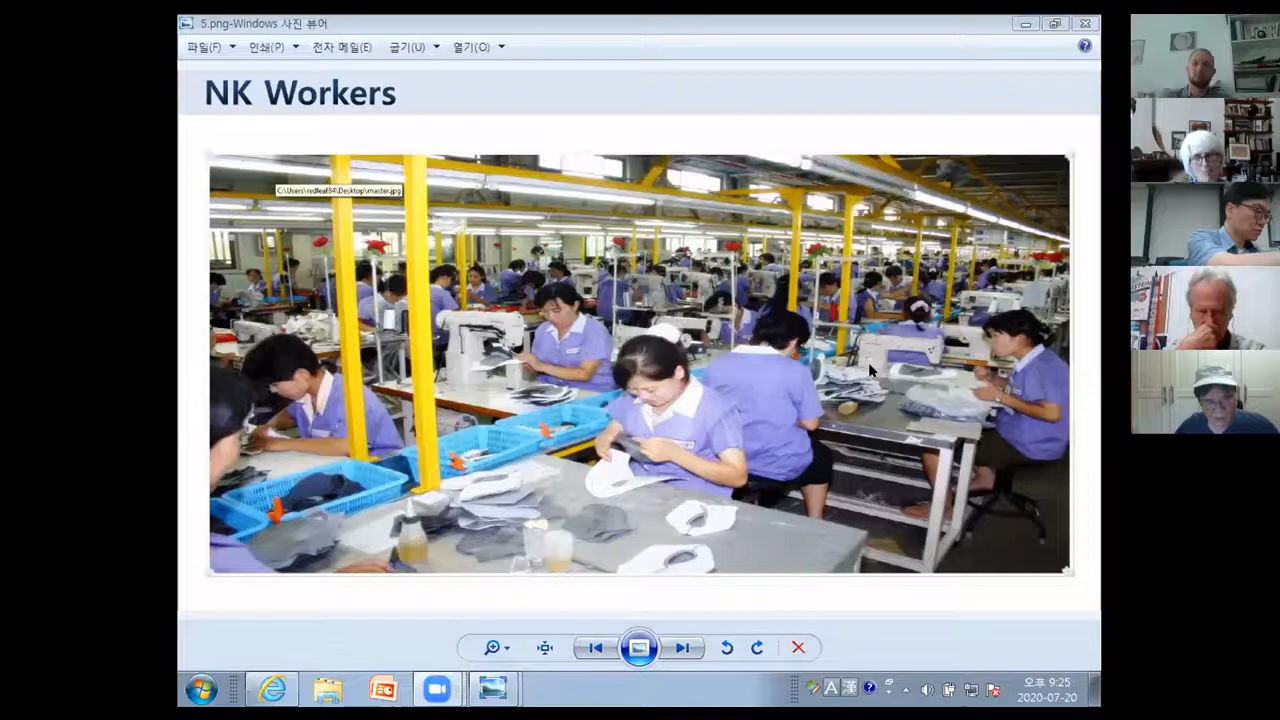 5.png-Windows 사진 뷰어
파일(F) 인쇄(P) 전자 메일(E) 굽기(U) 열기(O)
NK Workers
C:\Users\redleaf84\Desktop\master.jpg
A 漢
오후 9:25
2020-07-20